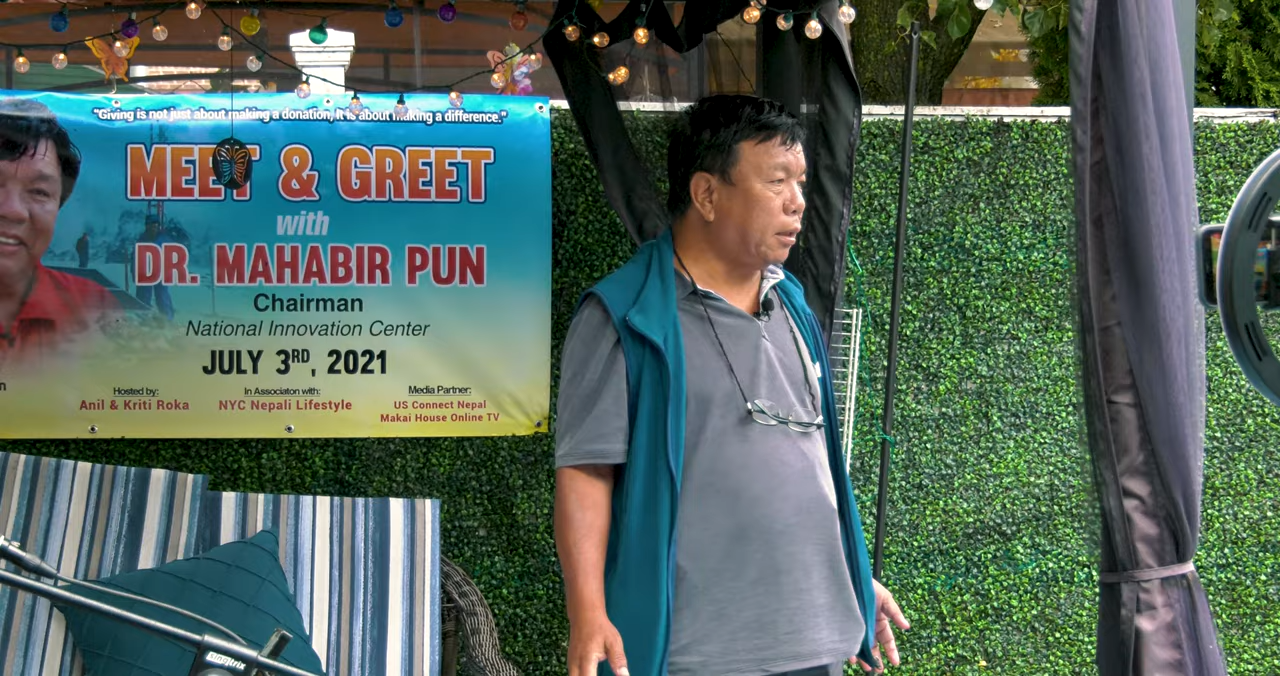 "Giving is not just about making a donation, it is about making a difference."
MEET & GREET
with
DR. MAHABIR PUN
Chairman
National Innovation Center
JULY 3RD, 2021
Hosted by:
Anil & Kriti Roka
In Associaton with:
NYC Nepali Lifestyle
Media Partner:
US Connect Nepal
Makai House Online TV
singtrix